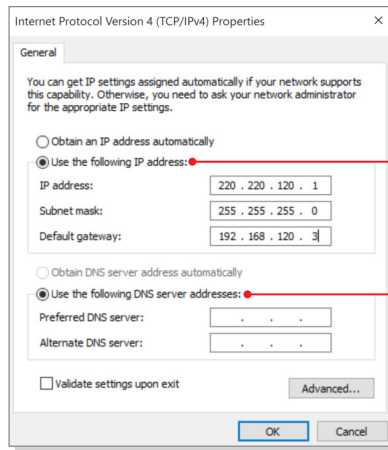 Internet Protocol Version 4 (TCP/IPv4) Properties
General
You can get IP settings assigned automatically if your network supports
this capability. Otherwise, you need to ask your network administrator
for the appropriate IP settings.
Obtain an IP address automatically
Use the following IP address:
IP address: 220 . 220 . 120 . 1
Subnet mask: 255 . 255 . 255 . 0
Default gateway: 192 . 168 . 120 . 3
Obtain DNS server address automatically
Use the following DNS server addresses:
Preferred DNS server: . . .
Alternate DNS server: . . .
Validate settings upon exit
Advanced...
OK Cancel